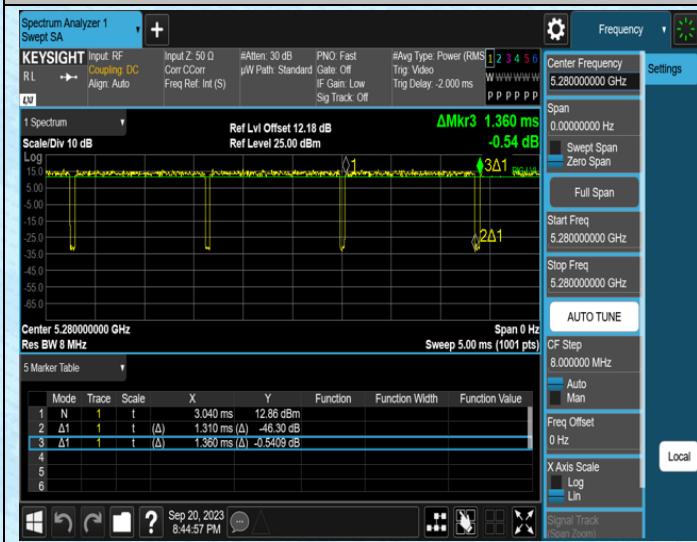 Spectrum Analyzer 1
Swept SA
+
Frequency
KEYSIGHT
RL
Input: RF
Coupling: DC
Align: Auto
Input Z: 50 Ω
Corr CCorr
Freq Ref: Int (S)
#Atten: 30 dB
µW Path: Standard
PNO: Fast
Gate: Off
IF Gain: Low
Sig Track: Off
#Avg Type: Power (RMS
Trig: Video
Trig Delay: -2.000 ms
1 2 3 4 5 6
W W W W W W
P P P P P P
1 Spectrum
Scale/Div 10 dB
Log
Ref Lvl Offset 12.18 dB
Ref Level 25.00 dBm
ΔMkr3 1.360 ms
-0.54 dB
15.0
5.00
-5.00
-15.0
-25.0
-35.0
-45.0
-55.0
-65.0
1
3Δ1
2Δ1
Center 5.280000000 GHz
Res BW 8 MHz
Span 0 Hz
Sweep 5.00 ms (1001 pts)
5 Marker Table
Mode Trace Scale X Y Function Function Width Function Value
1 N 1 t 3.040 ms 12.86 dBm
2 Δ1 1 t (Δ) 1.310 ms (Δ) -46.30 dB
3 Δ1 1 t (Δ) 1.360 ms (Δ) -0.5409 dB
4
5
6
?
Sep 20, 2023
8:44:57 PM
Center Frequency
5.280000000 GHz
Span
0.00000000 Hz
Swept Span
Zero Span
Full Span
Start Freq
5.280000000 GHz
Stop Freq
5.280000000 GHz
AUTO TUNE
CF Step
8.000000 MHz
Auto
Man
Freq Offset
0 Hz
X Axis Scale
Log
Lin
Signal Track
(Span Zoom)
Settings
Local